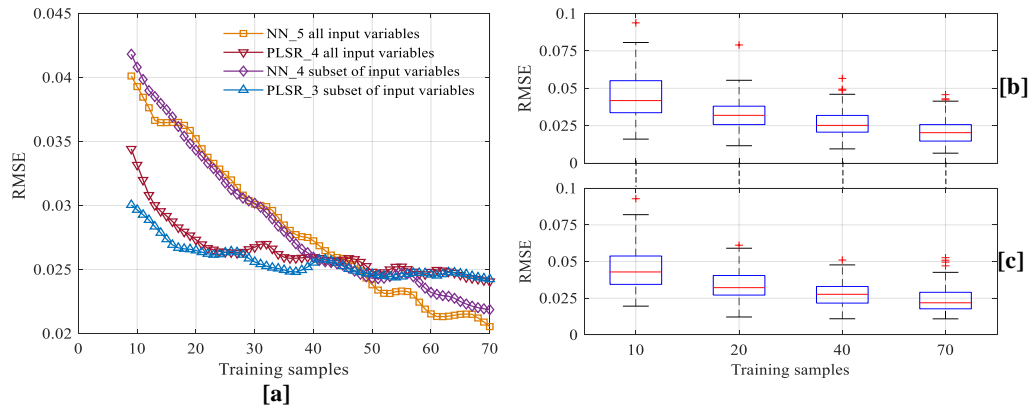 0.045
0.04
0.035
0.03
0.025
0.02
RMSE
NN_5 all input variables
PLSR_4 all input variables
NN_4 subset of input variables
PLSR_3 subset of input variables
0 10 20 30 40 50 60 70
Training samples
[a]
0.1
0.075
0.05
0.025
0
RMSE
[b]
0.1
0.075
0.05
0.025
0
RMSE
[c]
10 20 40 70
Training samples